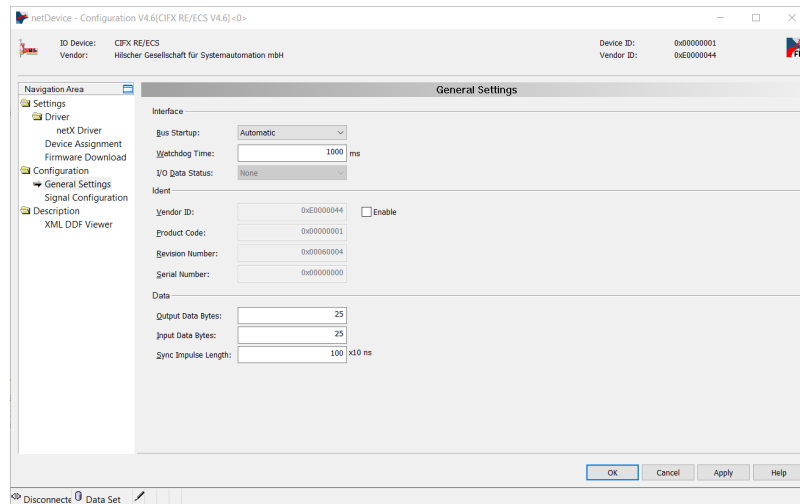 netDevice - Configuration V4.6[CIFX RE/ECS V4.6]<0>
IO Device: CIFX RE/ECS Device ID: 0x00000001
Vendor: Hilscher Gesellschaft für Systemautomation mbH Vendor ID: 0xE0000044
Navigation Area
Settings
Driver
netX Driver
Device Assignment
Firmware Download
Configuration
General Settings
Signal Configuration
Description
XML DDF Viewer
General Settings
Interface
Bus Startup: Automatic
Watchdog Time: 1000 ms
I/O Data Status: None
Ident
Vendor ID: 0xE0000044 Enable
Product Code: 0x00000001
Revision Number: 0x00060004
Serial Number: 0x00000000
Data
Output Data Bytes: 25
Input Data Bytes: 25
Sync Impulse Length: 100 x10 ns
OK Cancel Apply Help
Disconnecte Data Set